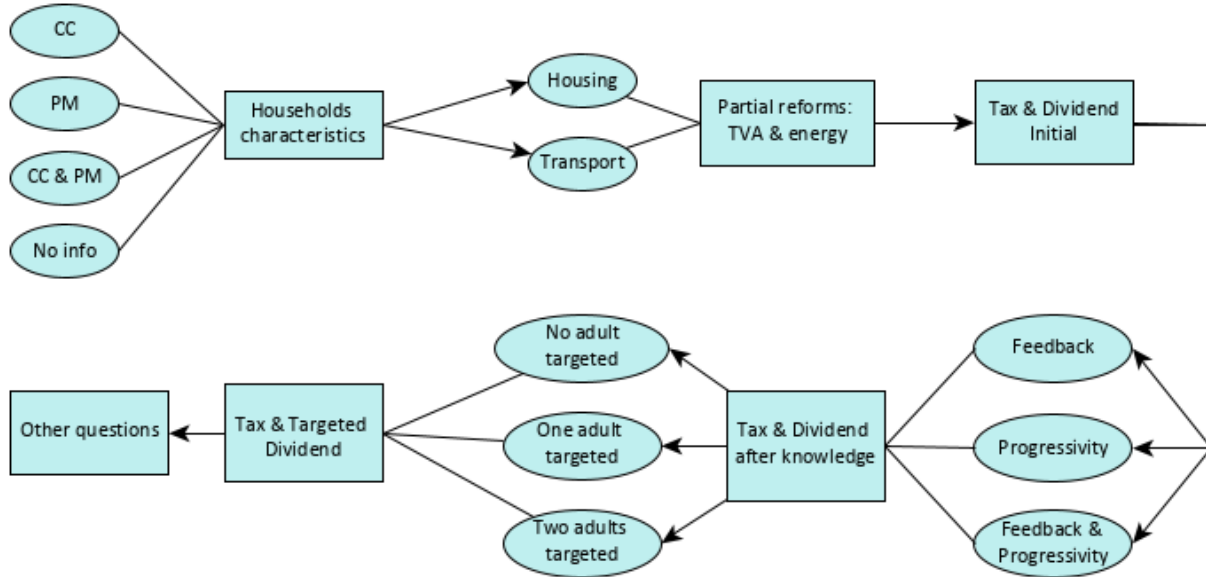 CC
PM
CC & PM
No info
Households
characteristics
Housing
Transport
Partial reforms:
TVA & energy
Tax & Dividend
Initial
Feedback
Progressivity
Feedback &
Progressivity
Tax & Dividend
after knowledge
No adult
targeted
One adult
targeted
Two adults
targeted
Tax & Targeted
Dividend
Other questions